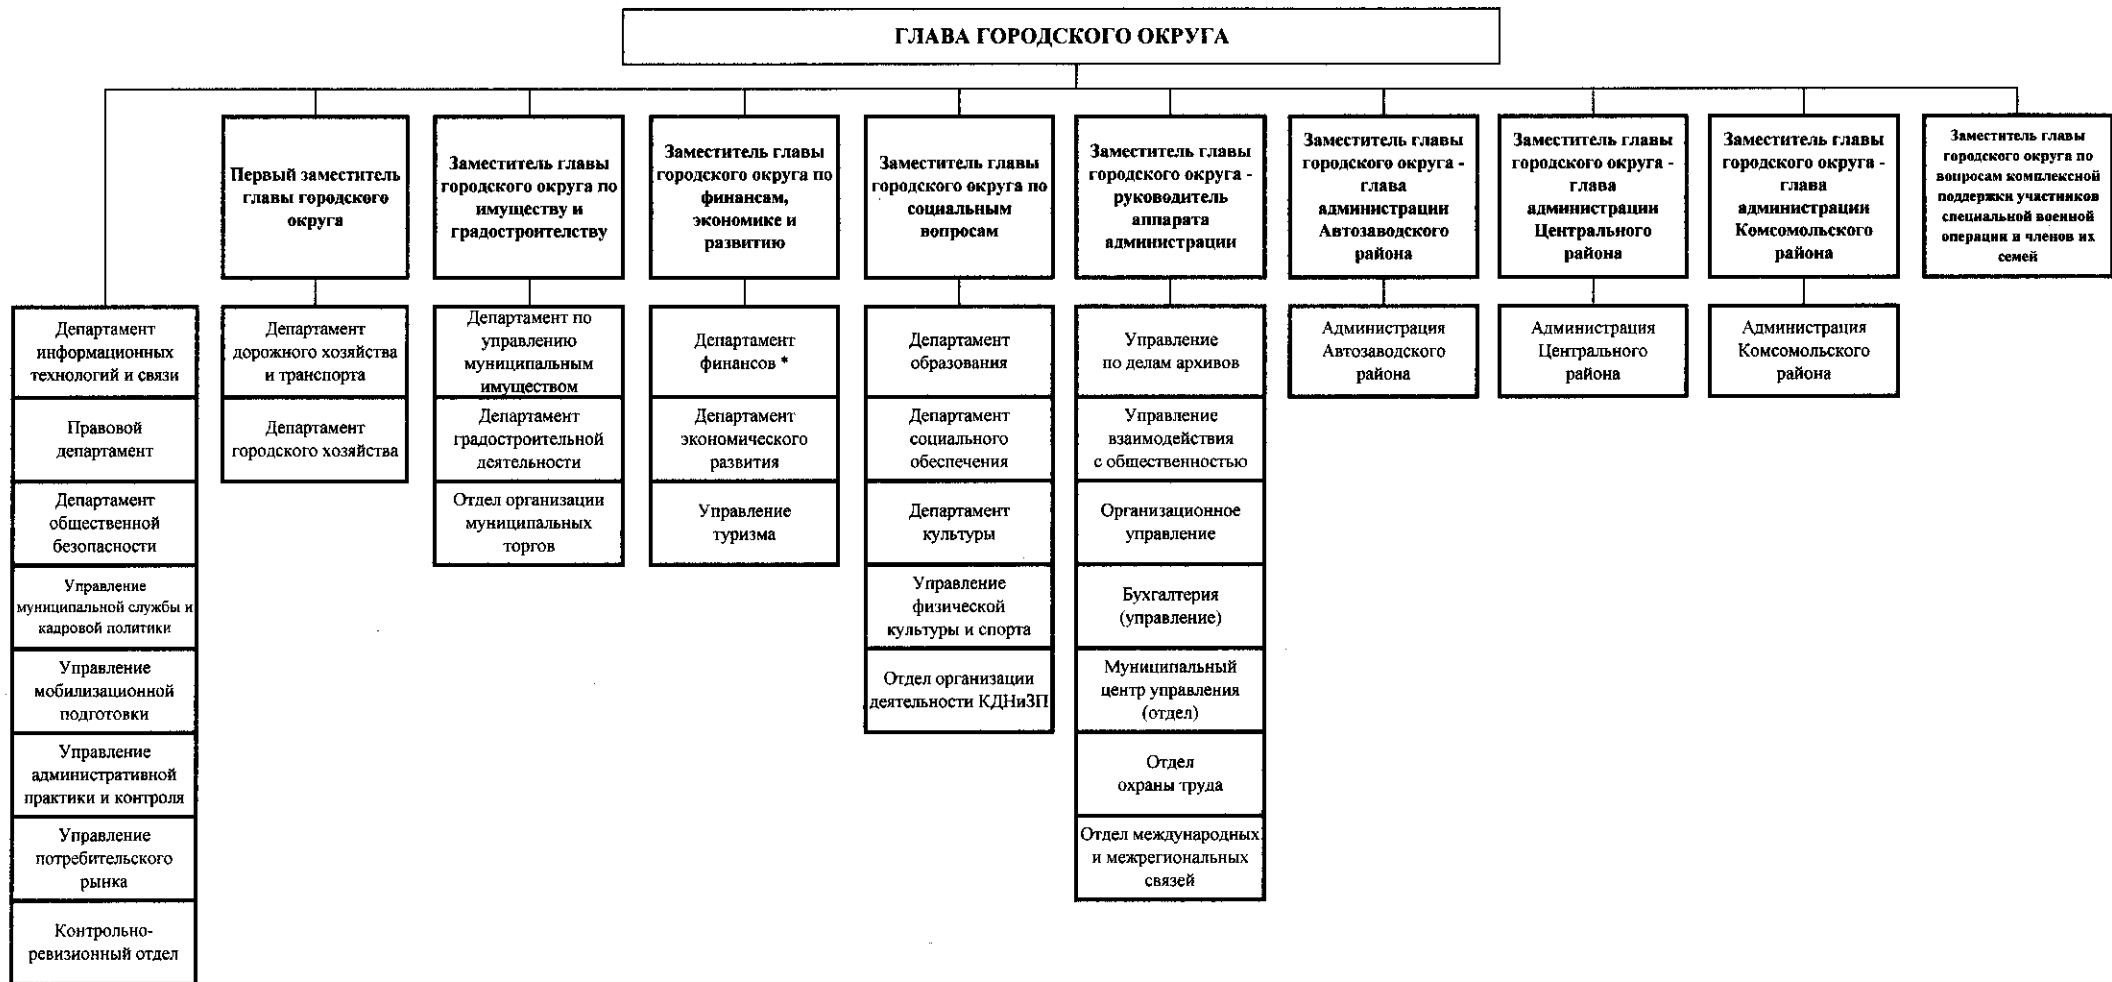 ГЛАВА ГОРОДСКОГО ОКРУГА
Первый заместитель
главы городского
округа
Заместитель главы
городского округа по
имуществу и
градостроителству
Заместитель главы
городского округа по
финансам,
экономике и
развитию
Заместитель главы
городского округа по
социальным
вопросам
Заместитель главы
городского округа -
руководитель
аппарата
администрации
Заместитель главы
городского округа -
глава
администрации
Автозаводского
района
Заместитель главы
городского округа -
глава
администрации
Центрального
района
Заместитель главы
городского округа -
глава
администрации
Комсомольского
района
Заместитель главы
городского округа по
вопросам комплексной
поддержки участников
специальной военной
операции и членов их
семей
Департамент
информационных
технологий и связи
Правовой
департамент
Департамент
общественной
безопасности
Управление
муниципальной службы и
кадровой политики
Управление
мобилизационной
подготовки
Управление
административной
практики и контроля
Управление
потребительского
рынка
Контрольно-
ревизионный отдел
Департамент
дорожного хозяйства
и транспорта
Департамент
городского хозяйства
Департамент по
управлению
муниципальным
имуществом
Департамент
градостроительной
деятельности
Отдел организации
муниципальных
торгов
Департамент
финансов *
Департамент
экономического
развития
Управление
туризма
Департамент
образования
Департамент
социального
обеспечения
Департамент
культуры
Управление
физической
культуры и спорта
Отдел организации
деятельности КДНиЗП
Управление
по делам архивов
Управление
взаимодействия
с общественностью
Организационное
управление
Бухгалтерия
(управление)
Муниципальный
центр управления
(отдел)
Отдел
охраны труда
Отдел международных
и межрегиональных
связей
Администрация
Автозаводского
района
Администрация
Центрального
района
Администрация
Комсомольского
района